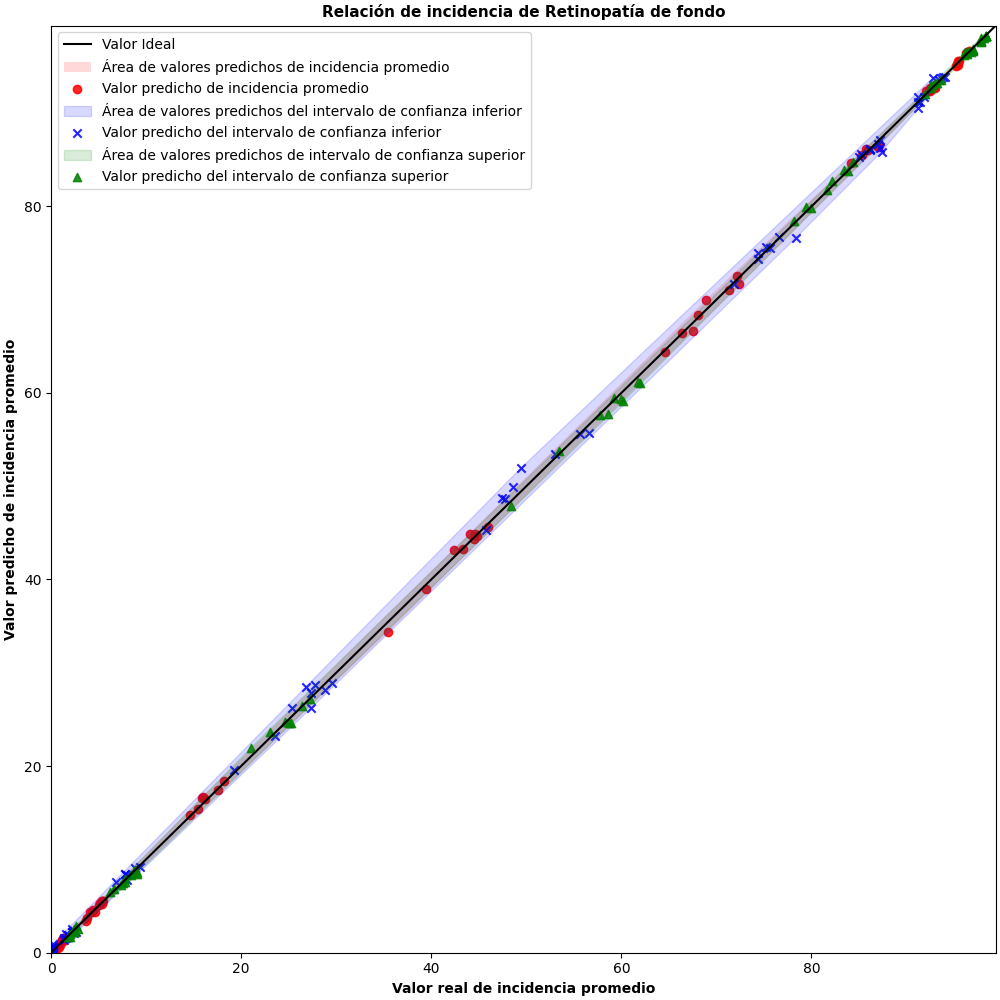 Relación de incidencia de Retinopatía de fondo
Valor Ideal
Área de valores predichos de incidencia promedio
Valor predicho de incidencia promedio
Área de valores predichos del intervalo de confianza inferior
Valor predicho del intervalo de confianza inferior
Área de valores predichos de intervalo de confianza superior
Valor predicho del intervalo de confianza superior
Valor predicho de incidencia promedio
80
60
40
20
0
0 20 40 60 80
Valor real de incidencia promedio